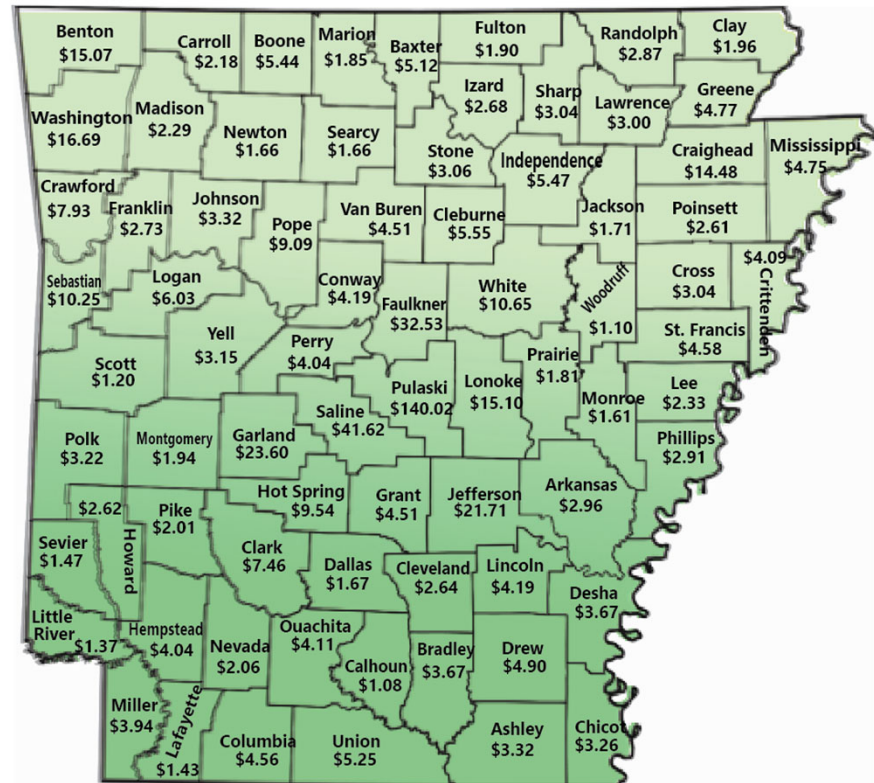 Benton
$15.07
Carroll
$2.18
Boone
$5.44
Marion
$1.85
Baxter
$5.12
Fulton
$1.90
Randolph
$2.87
Clay
$1.96
Izard
$2.68
Sharp
$3.04
Lawrence
$3.00
Greene
$4.77
Washington
$16.69
Madison
$2.29
Newton
$1.66
Searcy
$1.66
Stone
$3.06
Independence
$5.47
Craighead
$14.48
Mississippi
$4.75
Crawford
$7.93
Franklin
$2.73
Johnson
$3.32
Pope
$9.09
Van Buren
$4.51
Cleburne
$5.55
Jackson
$1.71
Poinsett
$2.61
Sebastian
$10.25
Logan
$6.03
Conway
$4.19
Faulkner
$32.53
White
$10.65
Woodruff
$1.10
Cross
$3.04
$4.09
Crittenden
Yell
$3.15
Perry
$4.04
St. Francis
$4.58
Scott
$1.20
Pulaski
$140.02
Lonoke
$15.10
Prairie
$1.81
Monroe
$1.61
Lee
$2.33
Polk
$3.22
Montgomery
$1.94
Garland
$23.60
Saline
$41.62
Phillips
$2.91
Hot Spring
$9.54
Grant
$4.51
Jefferson
$21.71
Arkansas
$2.96
$2.62
Howard
Pike
$2.01
Sevier
$1.47
Clark
$7.46
Dallas
$1.67
Cleveland
$2.64
Lincoln
$4.19
Desha
$3.67
Little
River
$1.37
Hempstead
$4.04
Nevada
$2.06
Ouachita
$4.11
Calhoun
$1.08
Bradley
$3.67
Drew
$4.90
Miller
$3.94
Lafayette
$1.43
Columbia
$4.56
Union
$5.25
Ashley
$3.32
Chicot
$3.26